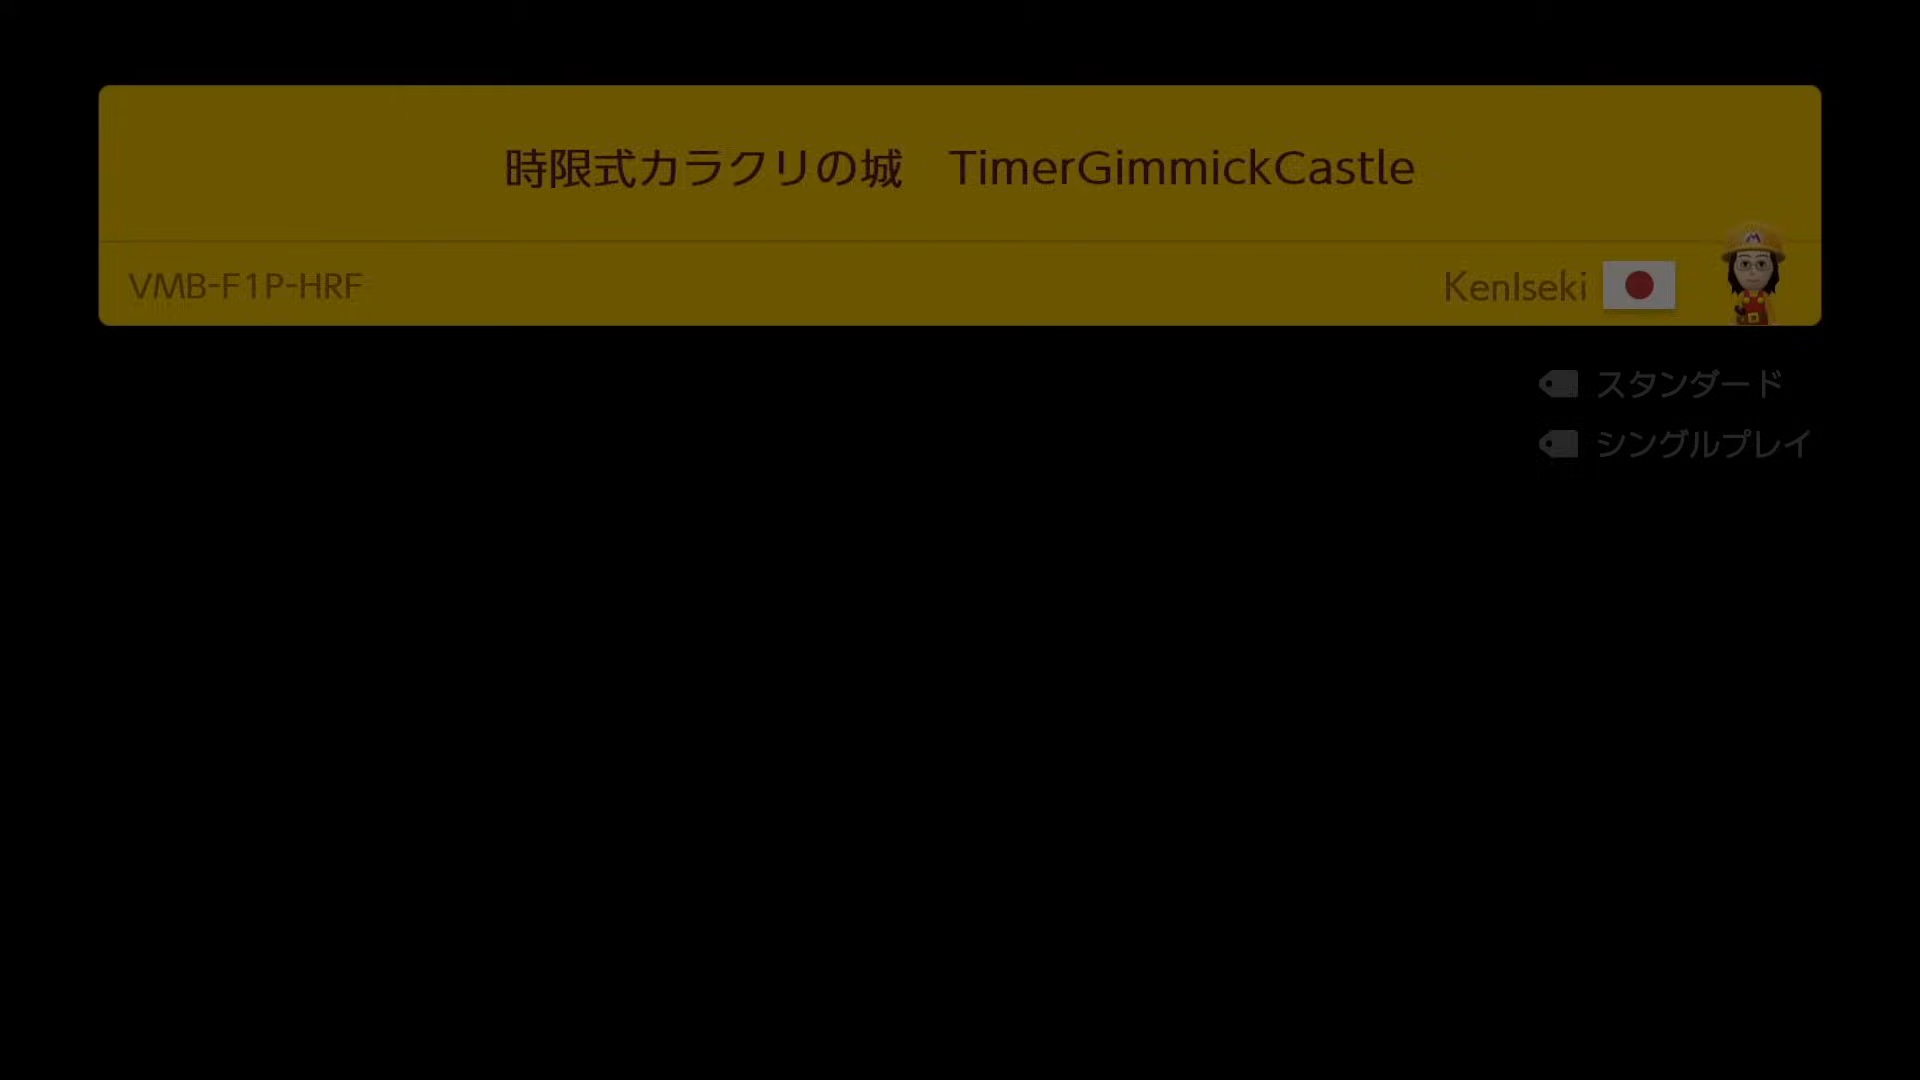 時限式カラクリの城　TimerGimmickCastle
VMB-F1P-HRF
KenIseki
スタンダード
シングルプレイ